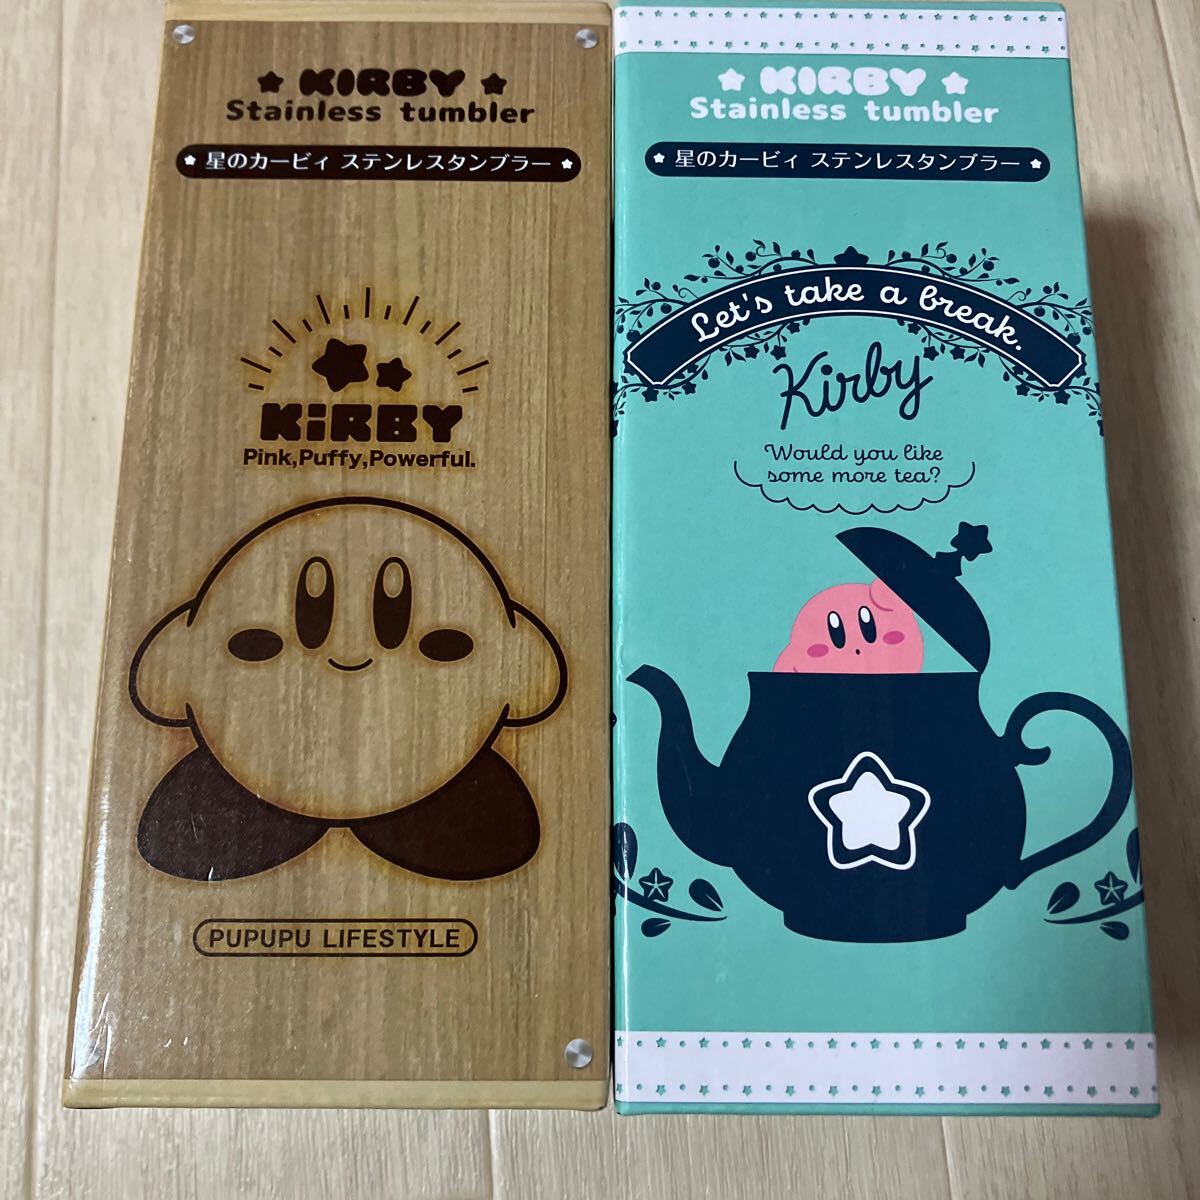 KIRBY
Stainless tumbler
星のカービィ ステンレスタンブラー
KiRBY
Pink,Puffy,Powerful.
PUPUPU LIFESTYLE
KIRBY
Stainless tumbler
星のカービィ ステンレスタンブラー
Let's take a break.
Kirby
Would you like
some more tea?